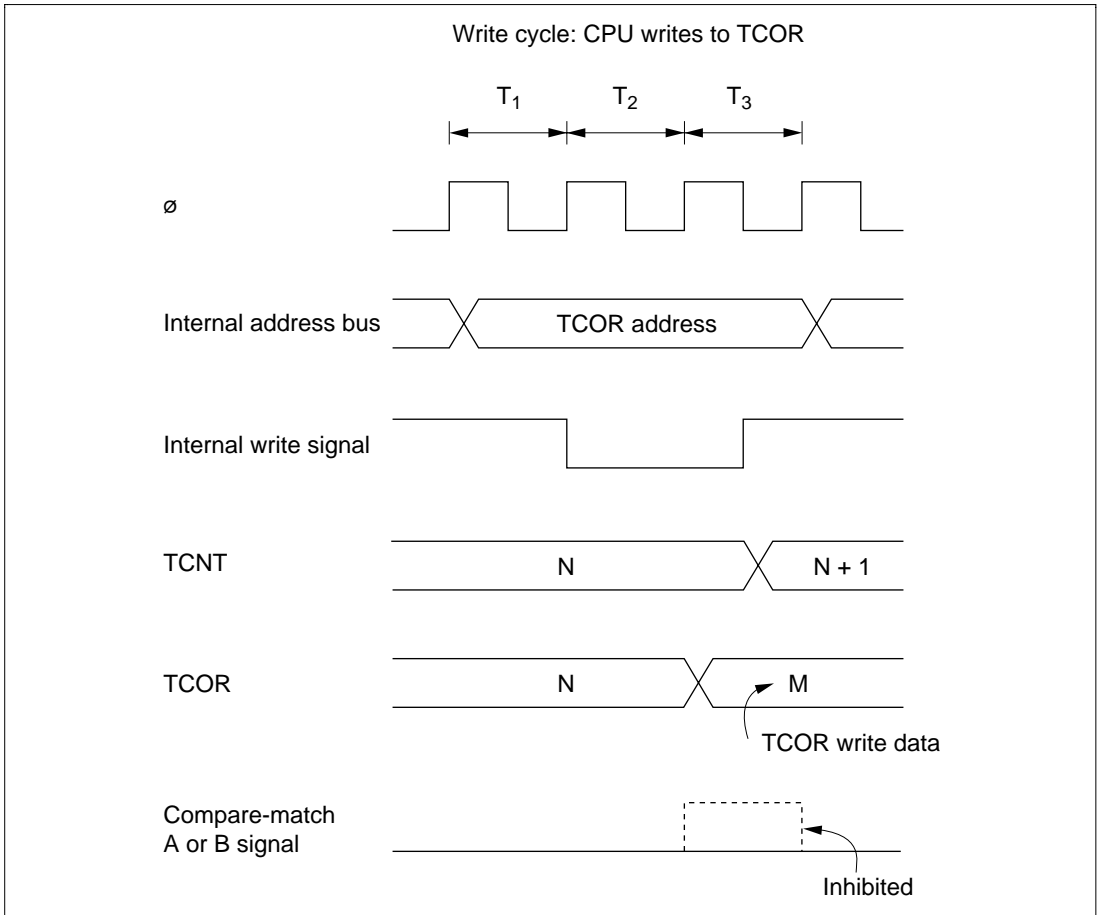 Write cycle: CPU writes to TCOR
T1 T2 T3
ø
Internal address bus
TCOR address
Internal write signal
TCNT
N
N + 1
TCOR
N
M
TCOR write data
Compare-match
A or B signal
Inhibited